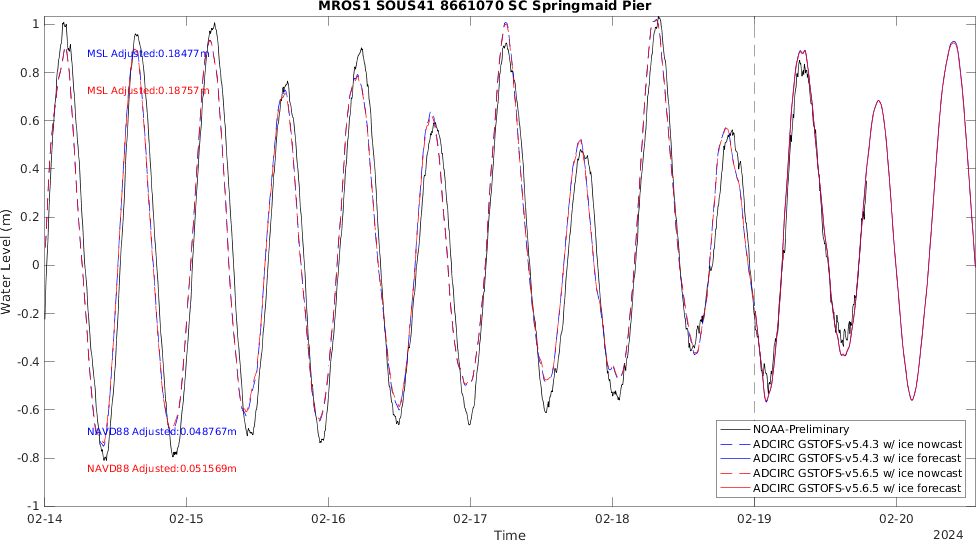 MROS1 SOUS41 8661070 SC Springmaid Pier
1
0.8
0.6
0.4
0.2
0
-0.2
-0.4
-0.6
-0.8
-1
Water Level (m)
MSL Adjusted:0.18477m
MSL Adjusted:0.18757m
NAVD88 Adjusted:0.048767m
NAVD88 Adjusted:0.051569m
NOAA-Preliminary
ADCIRC GSTOFS-v5.4.3 w/ ice nowcast
ADCIRC GSTOFS-v5.4.3 w/ ice forecast
ADCIRC GSTOFS-v5.6.5 w/ ice nowcast
ADCIRC GSTOFS-v5.6.5 w/ ice forecast
02-14 02-15 02-16 02-17 02-18 02-19 02-20
Time
2024